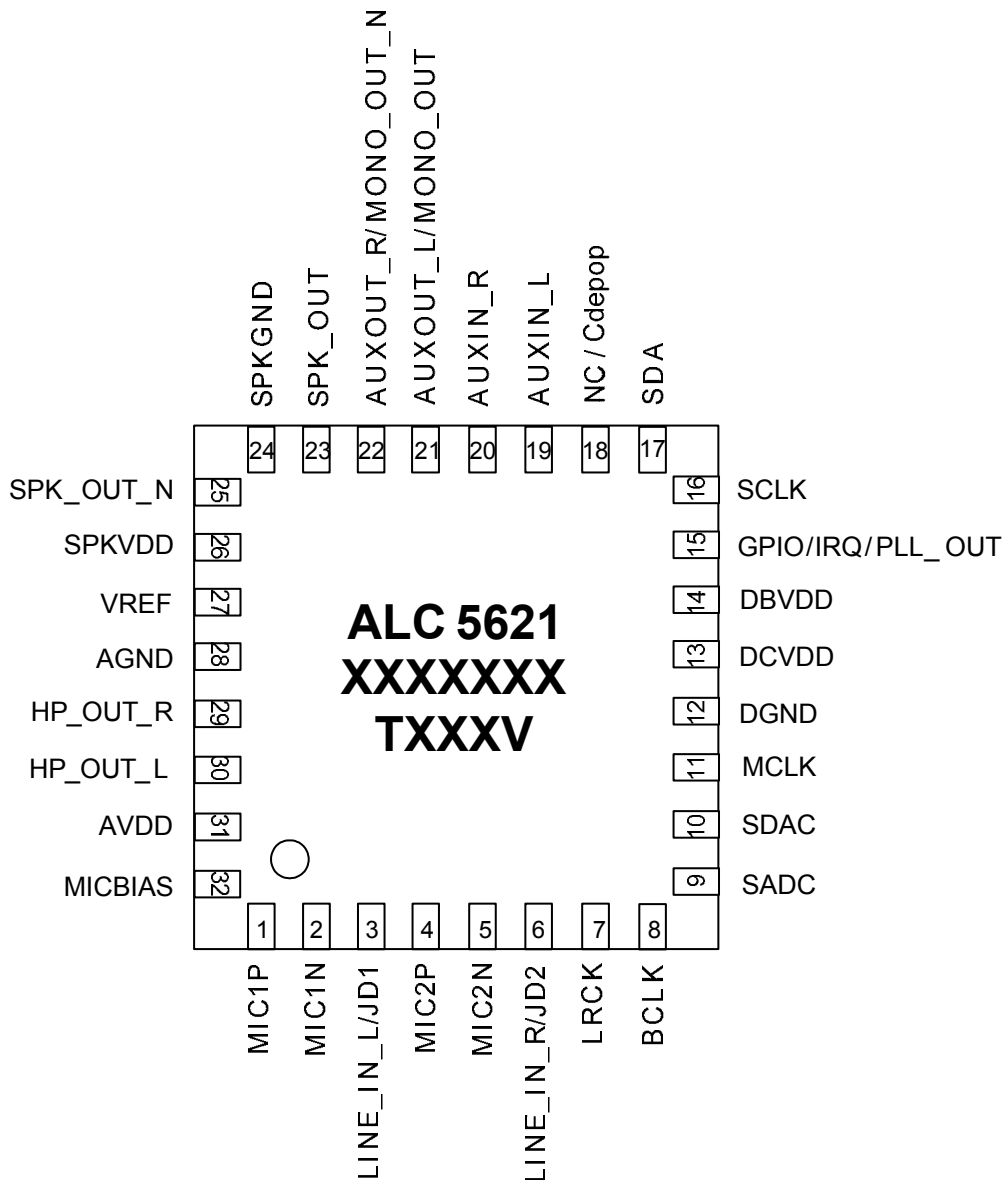 SPKGND
SPK_OUT
AUXOUT_R/MONO_OUT_N
AUXOUT_L/MONO_OUT
AUXIN_R
AUXIN_L
NC / Cdepop
SDA
24
23
22
21
20
19
18
17
SPK_OUT_N
25
SPKVDD
26
VREF
27
AGND
28
HP_OUT_R
29
HP_OUT_L
30
AVDD
31
MICBIAS
32
ALC 5621
XXXXXXX
TXXXV
16
SCLK
15
GPIO/IRQ/PLL_OUT
14
DBVDD
13
DCVDD
12
DGND
11
MCLK
10
SDAC
9
SADC
1
2
3
4
5
6
7
8
MIC1P
MIC1N
LINE_IN_L/JD1
MIC2P
MIC2N
LINE_IN_R/JD2
LRCK
BCLK